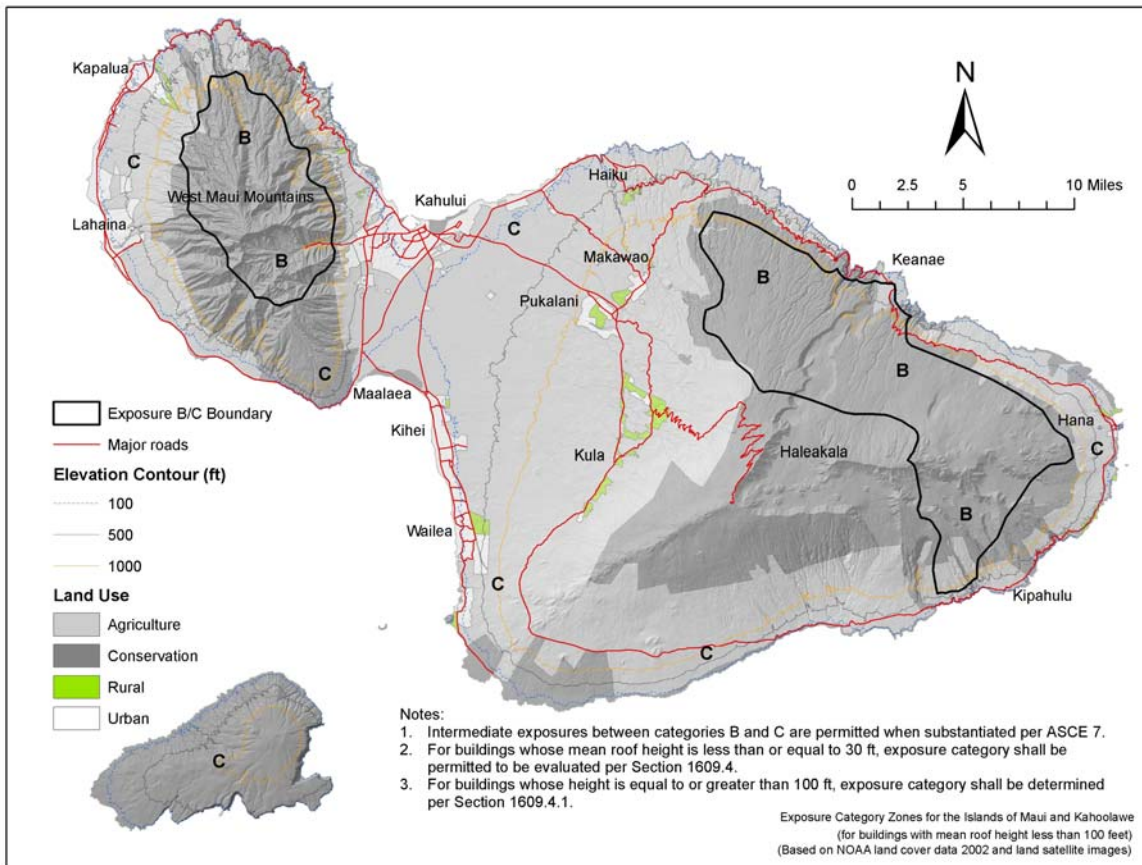 Kapalua
N
B
C
Haiku
0 2.5 5 10 Miles
West Maui Mountains
Kahului
Lahaina
C
Keanae
Makawao
B
B
Pukalani
B
C
Maalaea
Hana
C
Exposure B/C Boundary
Kihei
Major roads
Kula
Haleakala
Elevation Contour (ft)
100
B
500
Wailea
1000
C
Kipahulu
Land Use
Agriculture
Conservation
C
Rural
Urban
C
Notes:
1. Intermediate exposures between categories B and C are permitted when substantiated per ASCE 7.
2. For buildings whose mean roof height is less than or equal to 30 ft, exposure category shall be
permitted to be evaluated per Section 1609.4.
3. For buildings whose height is equal to or greater than 100 ft, exposure category shall be determined
per Section 1609.4.1.
Exposure Category Zones for the Islands of Maui and Kahoolawe
(for buildings with mean roof height less than 100 feet)
(Based on NOAA land cover data 2002 and land satellite images)